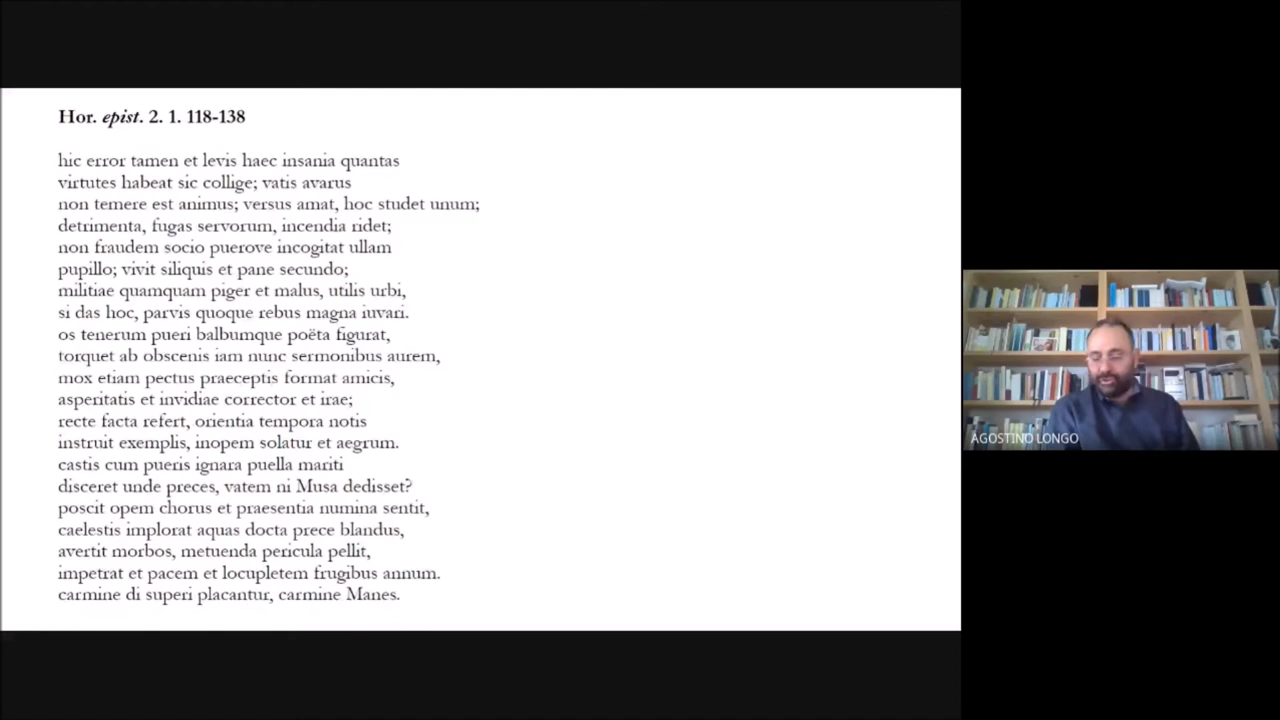 Hor. epist. 2. 1. 118-138
hic error tamen et levis haec insania quantas
virtutes habeat sic collige; vatis avarus
non temere est animus; versus amat, hoc studet unum;
detrimenta, fugas servorum, incendia ridet;
non fraudem socio puerove incogitat ullam
pupillo; vivit siliquis et pane secundo;
militiae quamquam piger et malus, utilis urbi,
si das hoc, parvis quoque rebus magna iuvari.
os tenerum pueri balbumque poëta figurat,
torquet ab obscenis iam nunc sermonibus aurem,
mox etiam pectus praeceptis format amicis,
asperitatis et invidiae corrector et irae;
recte facta refert, orientia tempora notis
instruit exemplis, inopem solatur et aegrum.
castis cum pueris ignara puella mariti
disceret unde preces, vatem ni Musa dedisset?
poscit opem chorus et praesentia numina sentit,
caelestis implorat aquas docta prece blandus,
avertit morbos, metuenda pericula pellit,
impetrat et pacem et locupletem frugibus annum.
carmine di superi placantur, carmine Manes.
AGOSTINO LONGO